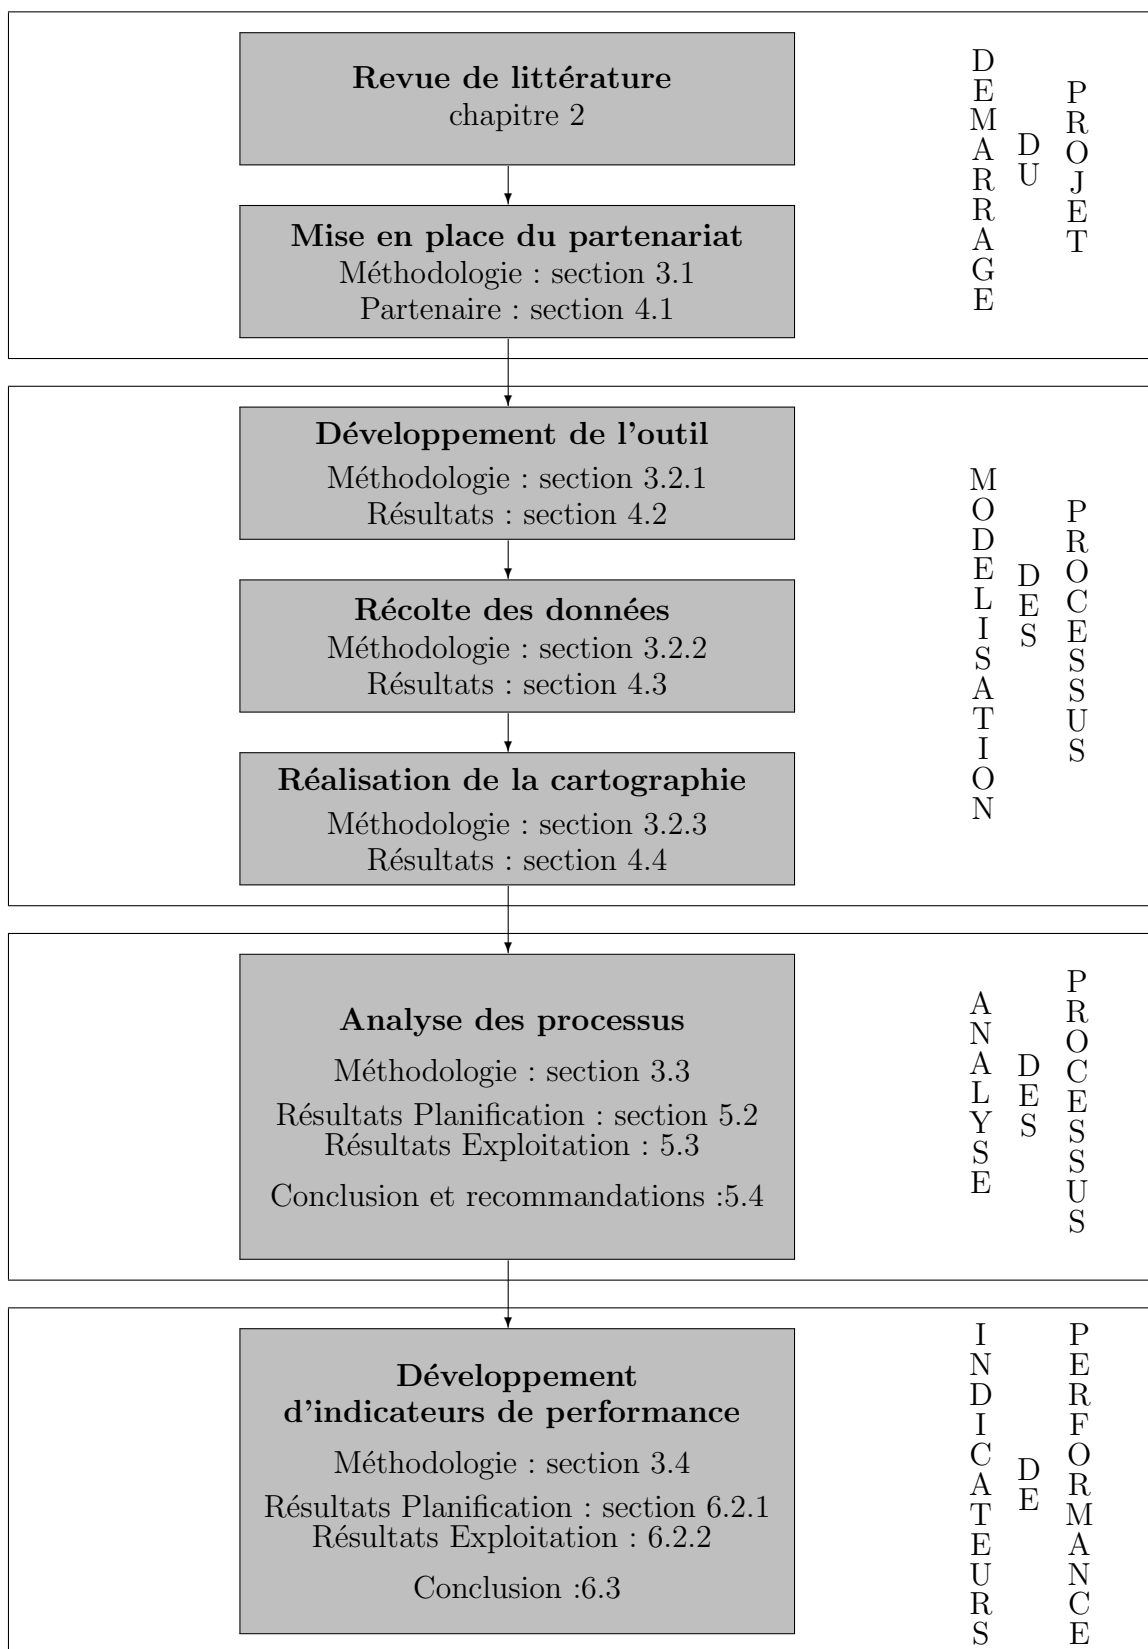 Revue de littérature
chapitre 2
Mise en place du partenariat
Méthodologie : section 3.1
Partenaire : section 4.1
DEMARRAGE
DU
PROJET
Développement de l'outil
Méthodologie : section 3.2.1
Résultats : section 4.2
Récolte des données
Méthodologie : section 3.2.2
Résultats : section 4.3
Réalisation de la cartographie
Méthodologie : section 3.2.3
Résultats : section 4.4
MODELISATION
DES
PROCESSUS
Analyse des processus
Méthodologie : section 3.3
Résultats Planification : section 5.2
Résultats Exploitation : 5.3
Conclusion et recommandations :5.4
ANALYSE
DES
PROCESSUS
Développement
d'indicateurs de performance
Méthodologie : section 3.4
Résultats Planification : section 6.2.1
Résultats Exploitation : 6.2.2
Conclusion :6.3
INDICATEURS
DE
PERFORMANCE